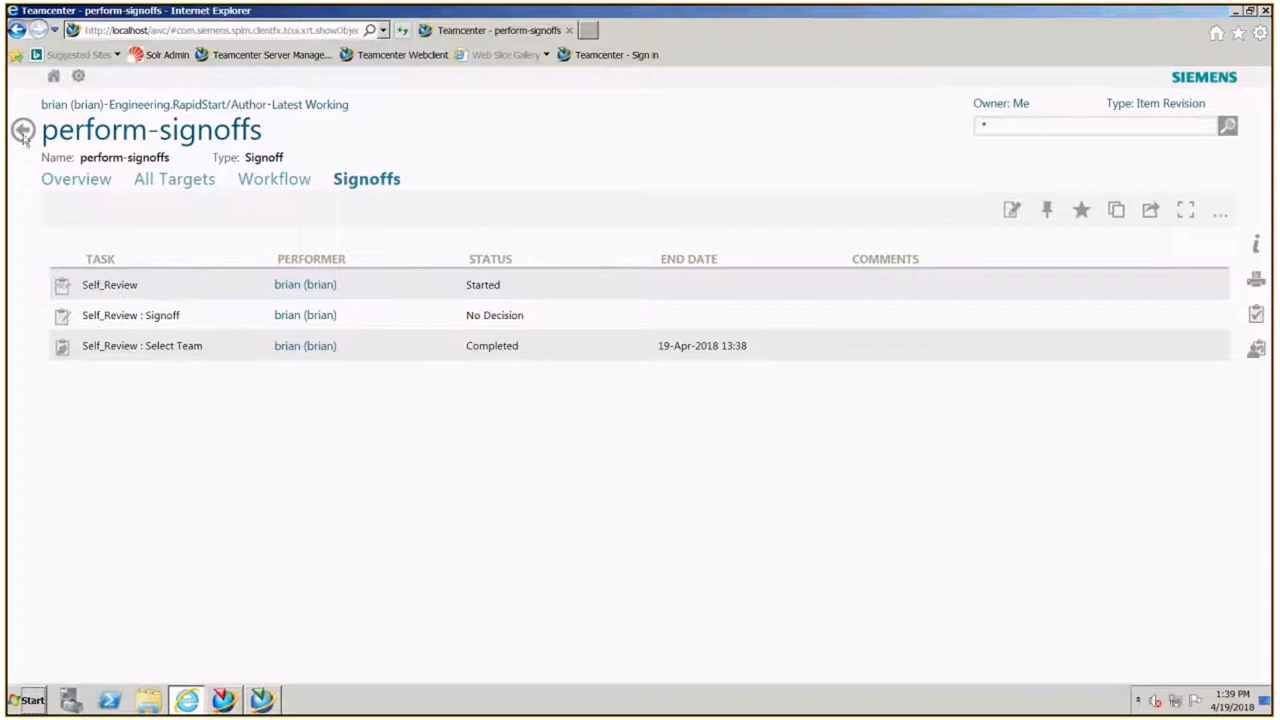 Teamcenter - perform-signoffs - Internet Explorer
http://localhost/awc/#com.siemens.splm.clientfx.tcui.xrt.showObjec
Teamcenter - perform-signoffs
Suggested Sites
Solr Admin
Teamcenter Server Manage...
Teamcenter Webclient
Web Slice Gallery
Teamcenter - Sign in
SIEMENS
brian (brian)-Engineering.RapidStart/Author-Latest Working
Owner: Me
Type: Item Revision
perform-signoffs
*
Name: perform-signoffs
Type: Signoff
Overview
All Targets
Workflow
Signoffs
...
TASK PERFORMER STATUS END DATE COMMENTS
Self_Review brian (brian) Started
Self_Review : Signoff brian (brian) No Decision
Self_Review : Select Team brian (brian) Completed 19-Apr-2018 13:38
Start
1:39 PM
4/19/2018